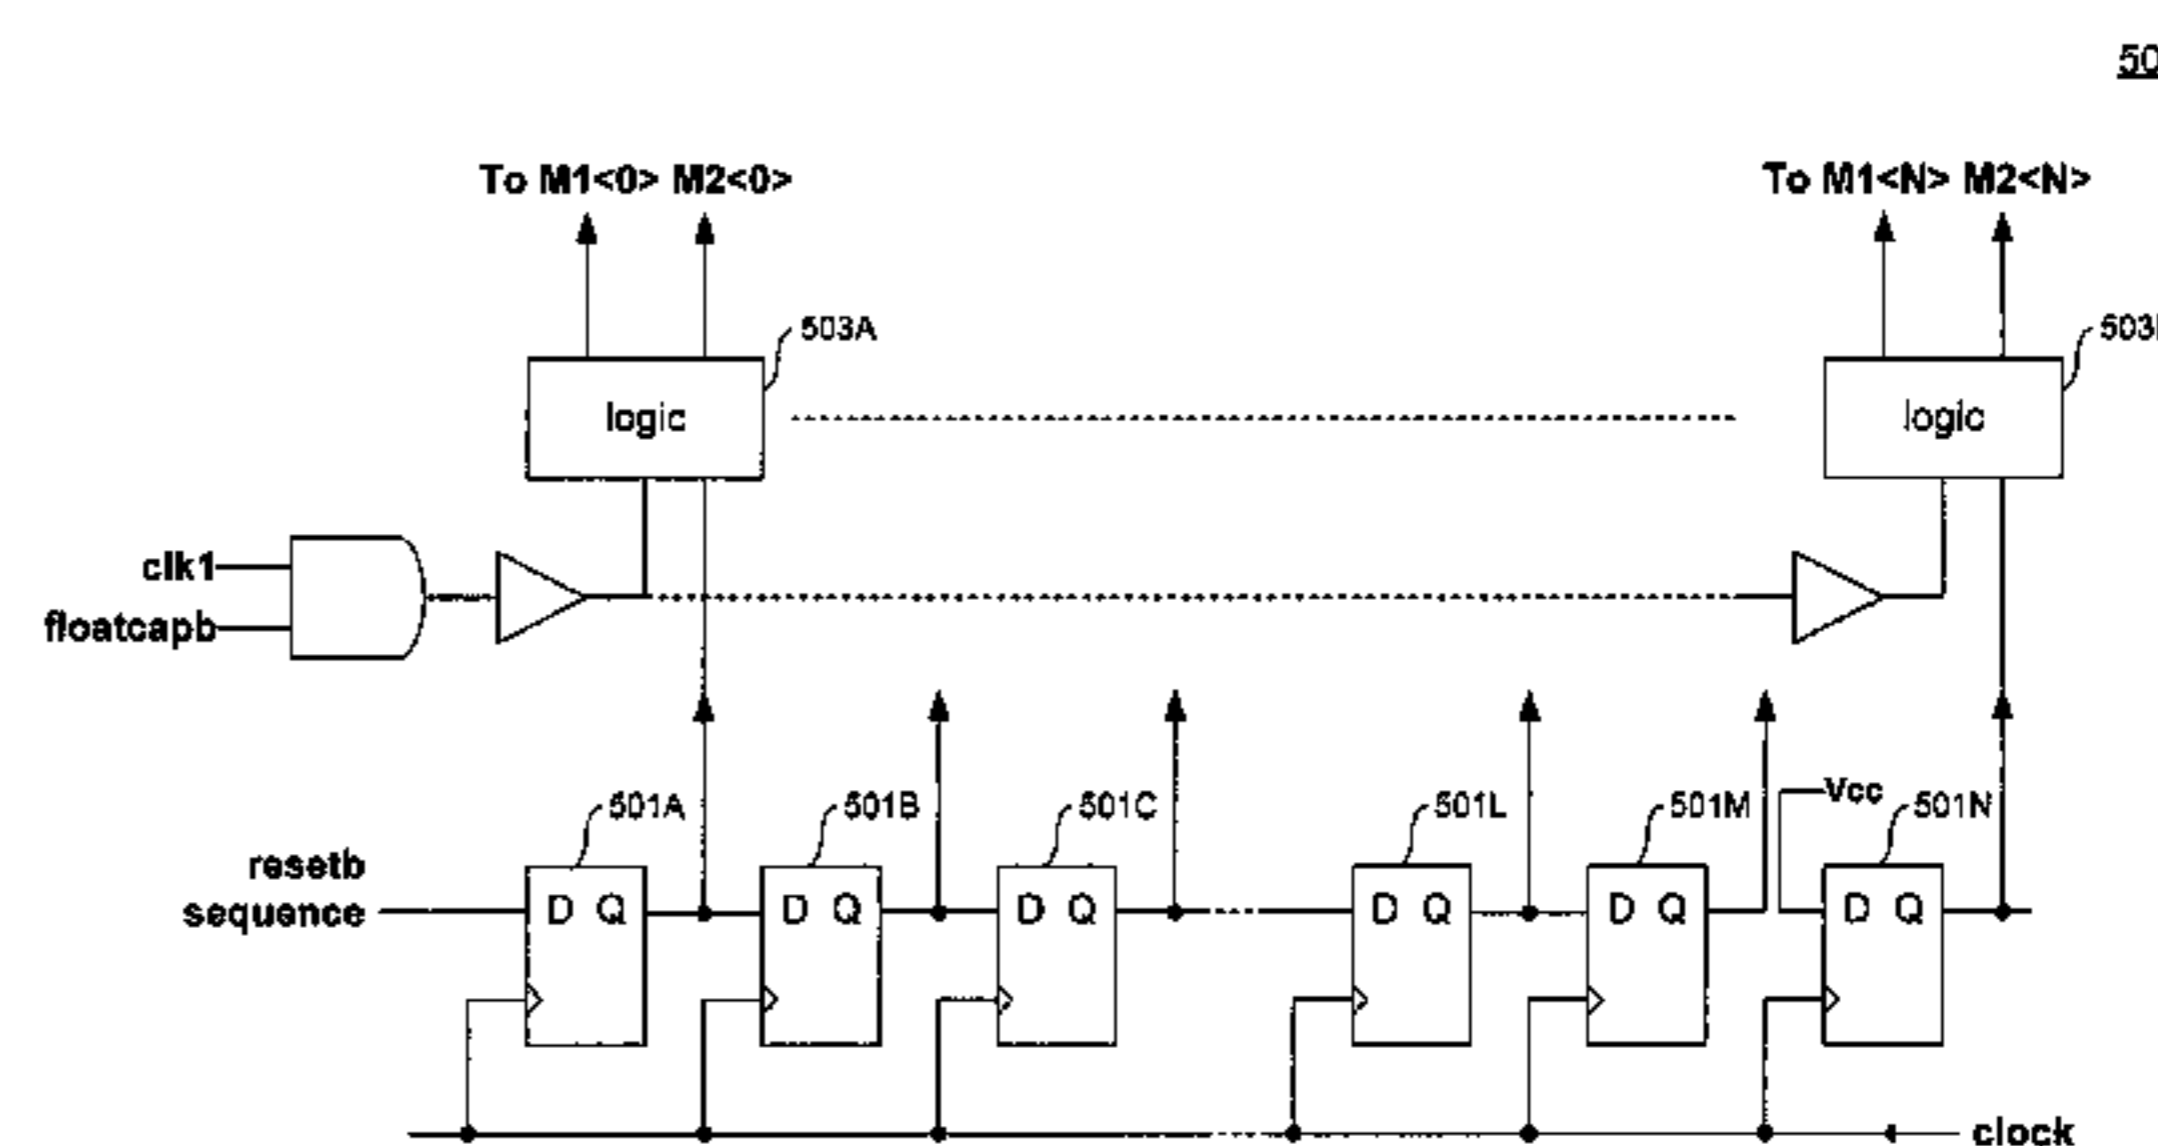 50
To M1<0> M2<0>
To M1<N> M2<N>
503A
503
logic
logic
clk1
floatcapb
Vcc
501A
501B
501C
501L
501M
501N
resetb
sequence
D Q
D Q
D Q
D Q
D Q
D Q
clock